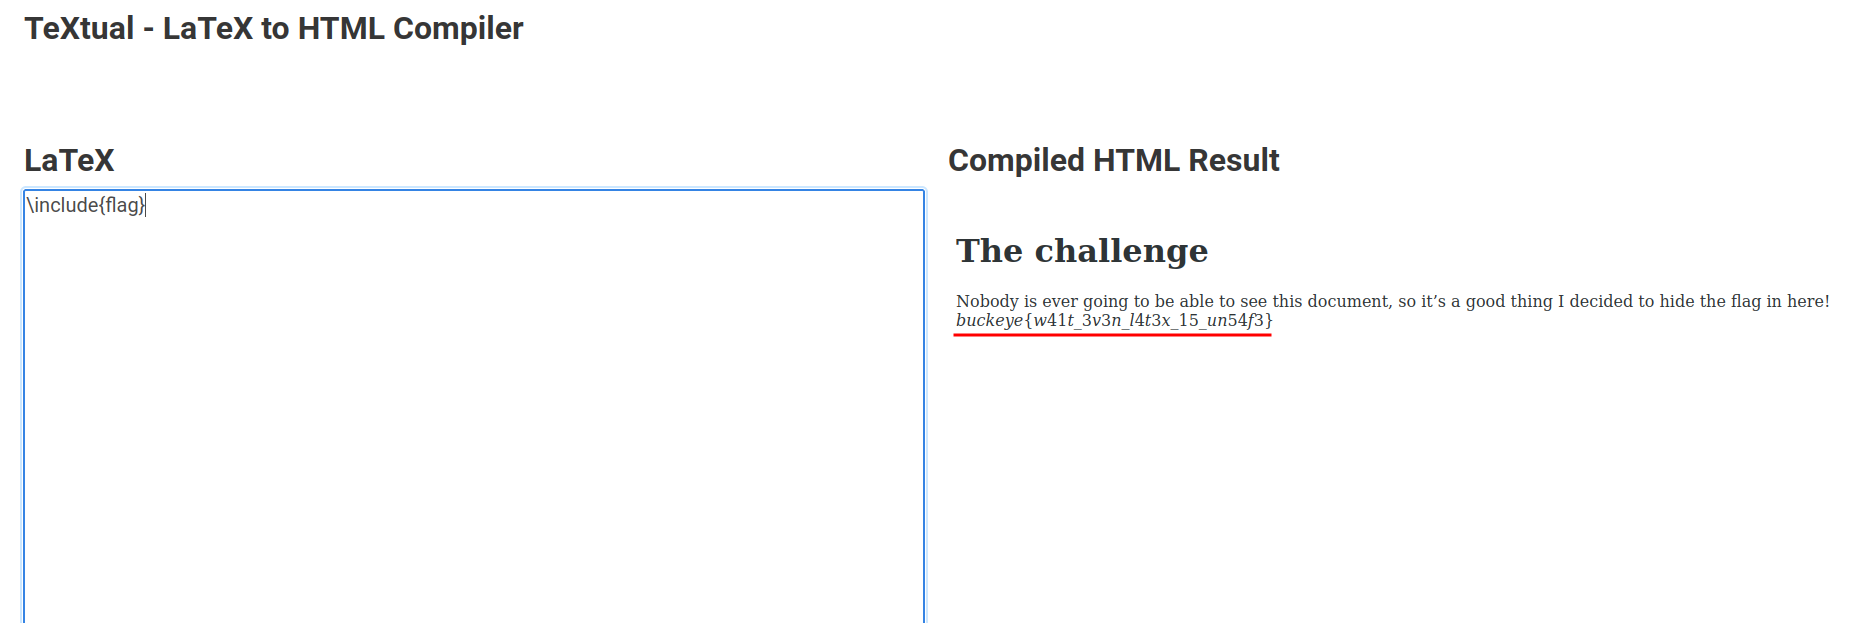 TeXtual - LaTeX to HTML Compiler
LaTeX
\include{flag}
Compiled HTML Result
The challenge
Nobody is ever going to be able to see this document, so it’s a good thing I decided to hide the flag in here!
buckeye{w41t_3v3n_l4t3x_15_un54f3}